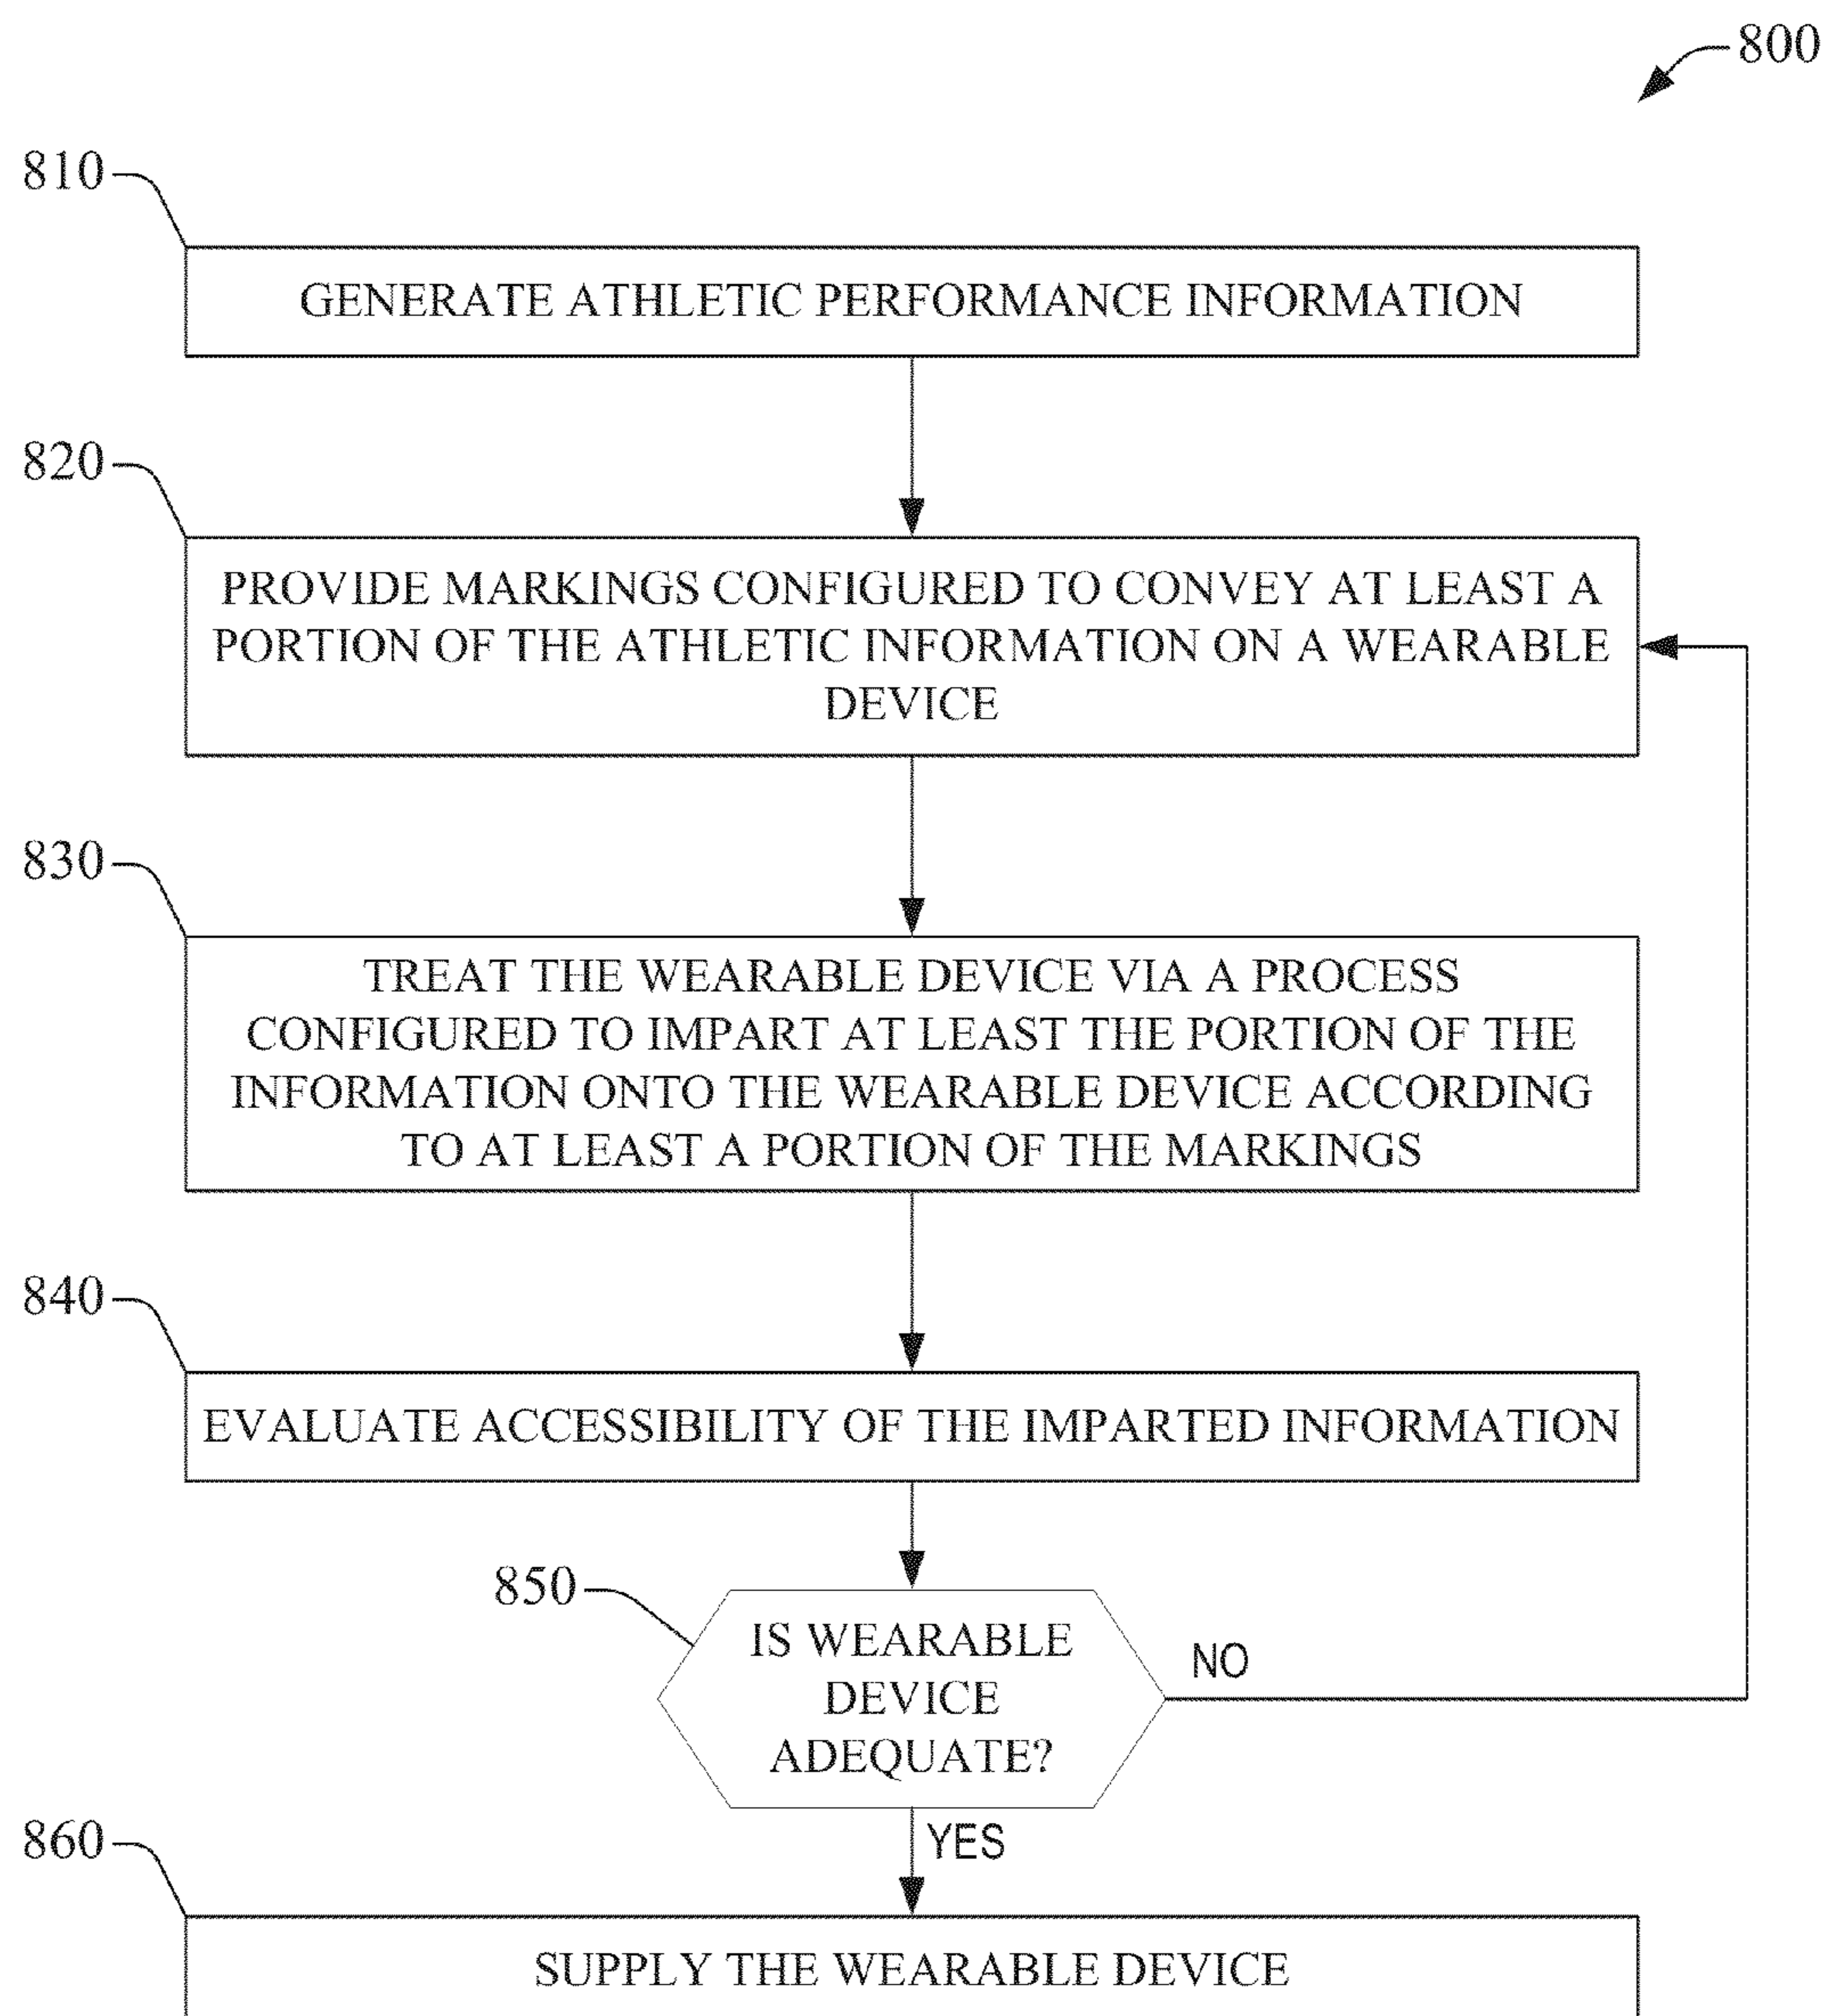 800
810
GENERATE ATHLETIC PERFORMANCE INFORMATION
820
PROVIDE MARKINGS CONFIGURED TO CONVEY AT LEAST A
PORTION OF THE ATHLETIC INFORMATION ON A WEARABLE
DEVICE
830
TREAT THE WEARABLE DEVICE VIA A PROCESS
CONFIGURED TO IMPART AT LEAST THE PORTION OF THE
INFORMATION ONTO THE WEARABLE DEVICE ACCORDING
TO AT LEAST A PORTION OF THE MARKINGS
840
EVALUATE ACCESSIBILITY OF THE IMPARTED INFORMATION
850
IS WEARABLE
DEVICE
ADEQUATE?
NO
YES
860
SUPPLY THE WEARABLE DEVICE